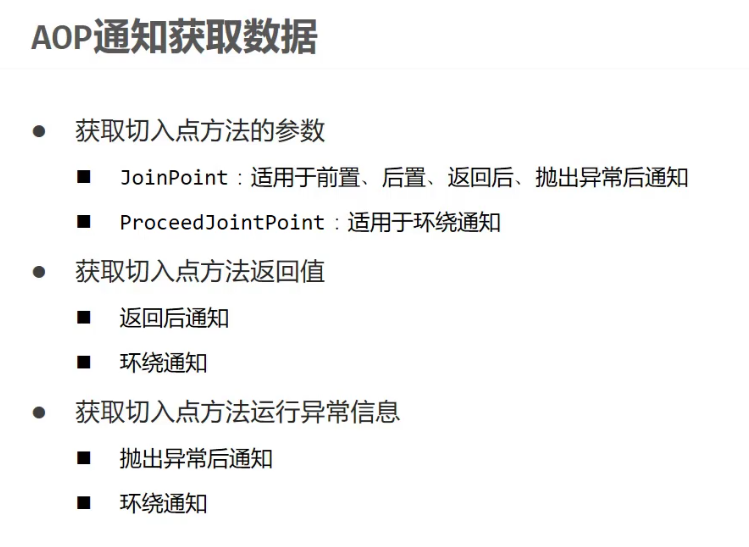 AOP通知获取数据
● 获取切入点方法的参数
■ JoinPoint：适用于前置、后置、返回后、抛出异常后通知
■ ProceedJointPoint：适用于环绕通知
● 获取切入点方法返回值
■ 返回后通知
■ 环绕通知
● 获取切入点方法运行异常信息
■ 抛出异常后通知
■ 环绕通知